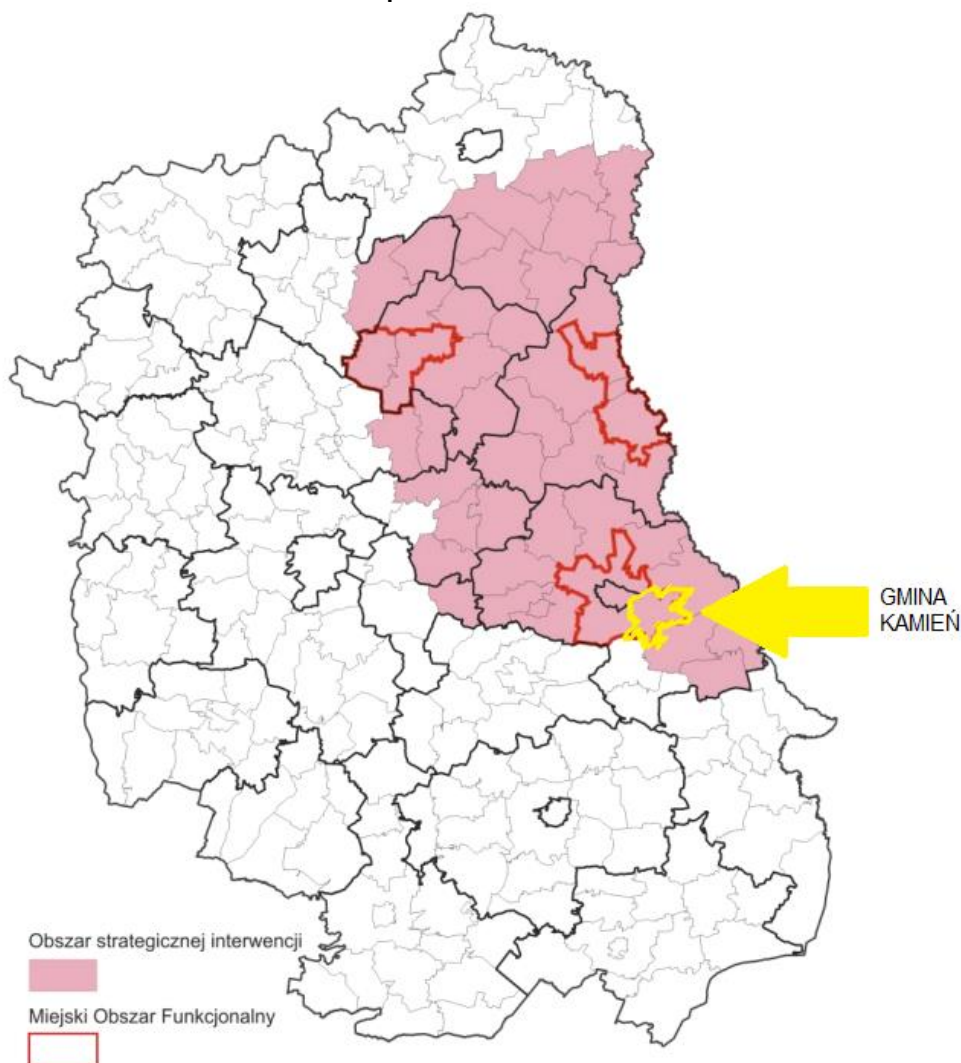 GMINA
KAMIEŃ
Obszar strategicznej interwencji
Miejski Obszar Funkcjonalny